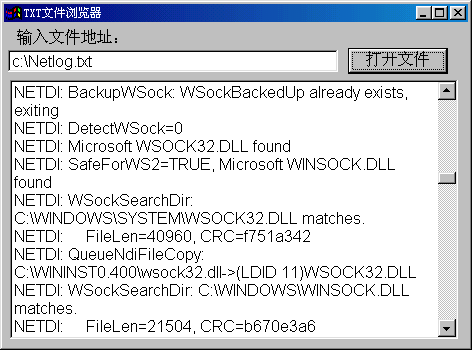 TXT文件浏览器
输入文件地址：
c:\Netlog.txt
打开文件
NETDI: BackupWSock: WSockBackedUp already exists,
exiting
NETDI: DetectWSock=0
NETDI: Microsoft WSOCK32.DLL found
NETDI: SafeForWS2=TRUE, Microsoft WINSOCK.DLL
found
NETDI: WSockSearchDir:
C:\WINDOWS\SYSTEM\WSOCK32.DLL matches.
NETDI:     FileLen=40960, CRC=f751a342
NETDI: QueueNdiFileCopy:
C:\WININST0.400\wsock32.dll->(LDID 11)WSOCK32.DLL
NETDI: WSockSearchDir: C:\WINDOWS\WINSOCK.DLL
matches.
NETDI:     FileLen=21504, CRC=b670e3a6